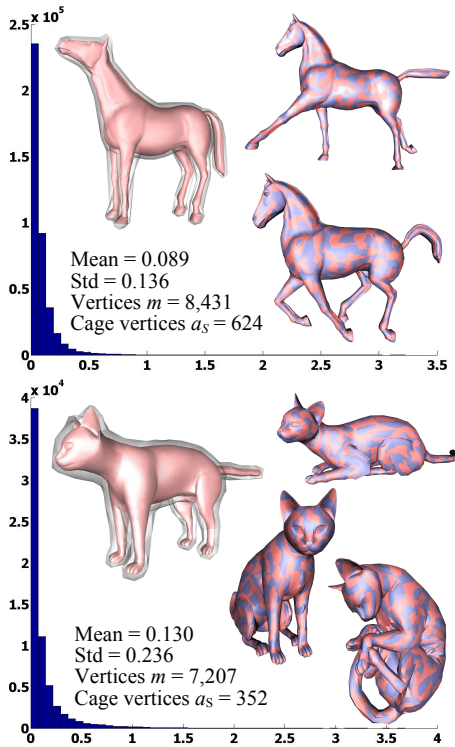 x 10^5
2.5
2
1.5
1
0.5
0
Mean = 0.089
Std = 0.136
Vertices m = 8,431
Cage vertices a_S = 624
0 0.5 1 1.5 2 2.5 3 3.5
x 10^4
4
3.5
3
2.5
2
1.5
1
0.5
0
Mean = 0.130
Std = 0.236
Vertices m = 7,207
Cage vertices a_S = 352
0 0.5 1 1.5 2 2.5 3 3.5 4